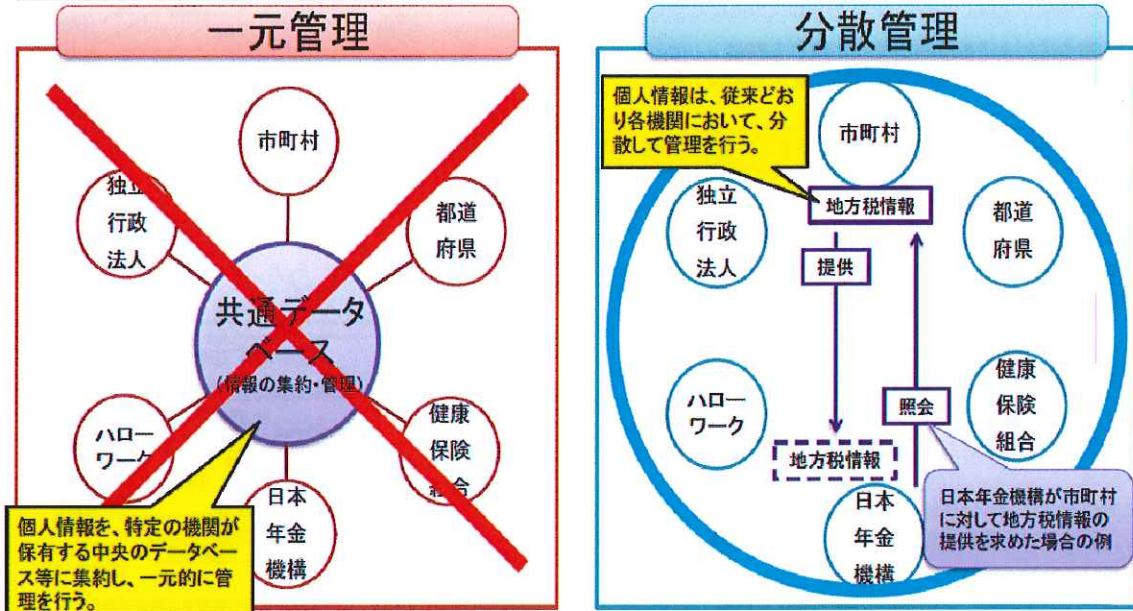 一元管理
市町村
独立
行政
法人
都道
府県
共通データ
ベース
(情報の集約・管理)
ハロー
ワーク
健康
保険
組合
日本
年金
機構
個人情報を、特定の機関が
保有する中央のデータベー
ス等に集約し、一元的に管
理を行う。
分散管理
個人情報は、従来どお
り各機関において、分
散して管理を行う。
市町村
独立
行政
法人
地方税情報
都道
府県
提供
ハロー
ワーク
照会
健康
保険
組合
地方税情報
日本
年金
機構
日本年金機構が市町村
に対して地方税情報の
提供を求めた場合の例